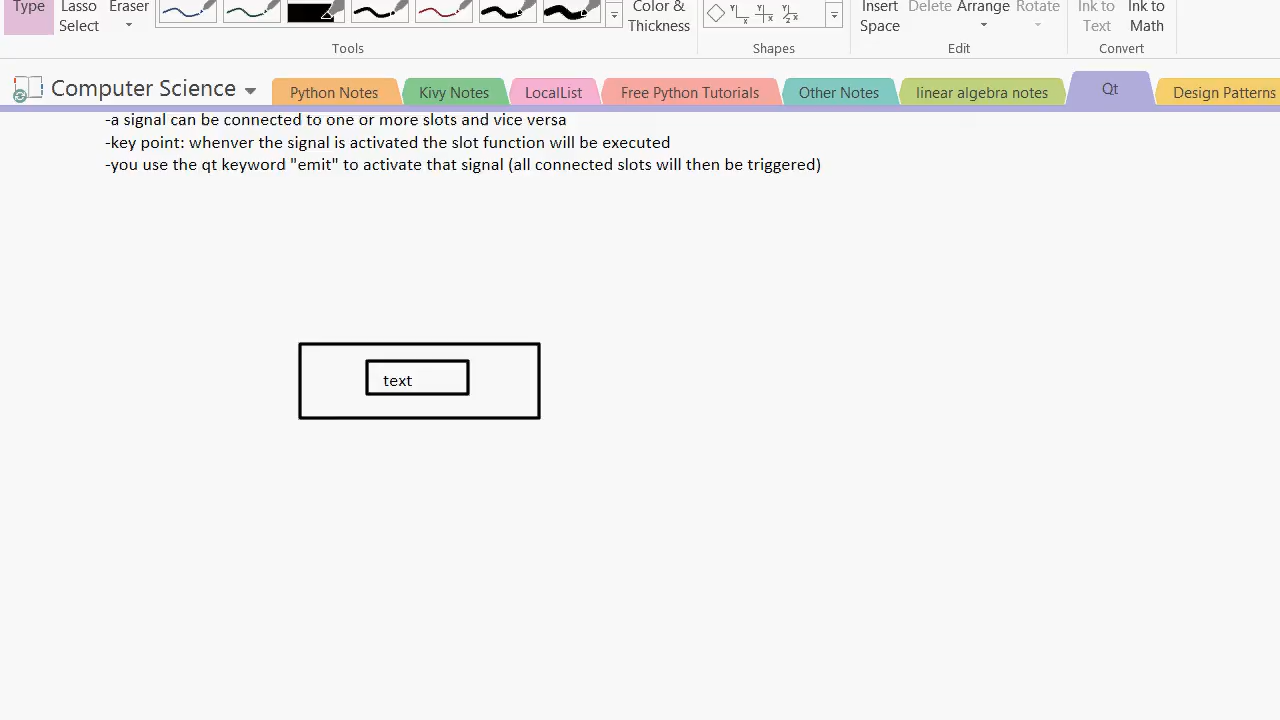 Type
Lasso
Select
Eraser
Color &
Thickness
Insert
Space
Delete
Arrange
Rotate
Ink to
Text
Ink to
Math
Tools
Shapes
Edit
Convert
Computer Science
Python Notes
Kivy Notes
LocalList
Free Python Tutorials
Other Notes
linear algebra notes
Qt
Design Patterns
-a signal can be connected to one or more slots and vice versa
-key point: whenver the signal is activated the slot function will be executed
-you use the qt keyword "emit" to activate that signal (all connected slots will then be triggered)
text